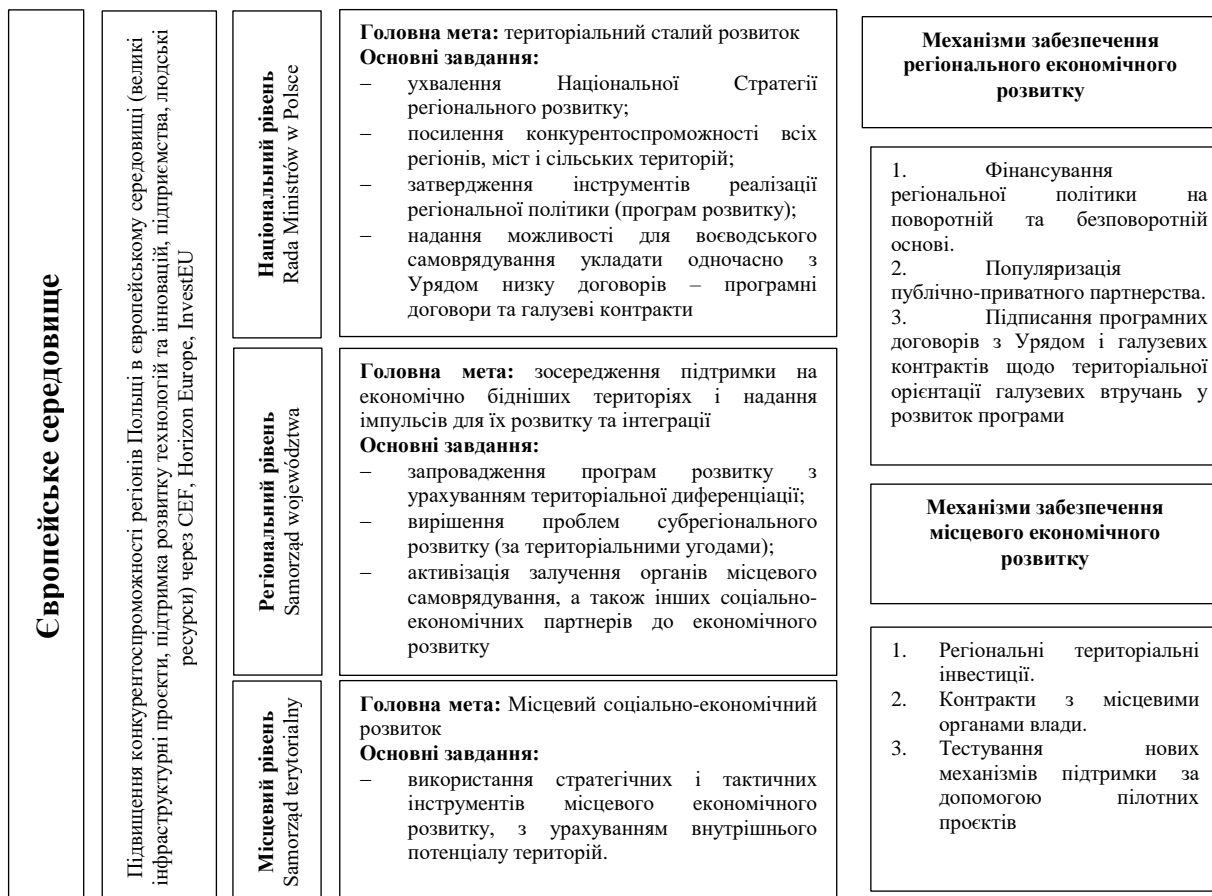 Європейське середовище
Підвищення конкурентоспроможності регіонів Польщі в європейському середовищі (великі
інфраструктурні проєкти, підтримка розвитку технологій та інновацій, підприємства, людські
ресурси) через CEF, Horizon Europe, InvestEU
Національний рівень
Rada Ministrów w Polsce
Головна мета: територіальний сталий розвиток
Основні завдання:
– ухвалення Національної Стратегії
регіонального розвитку;
– посилення конкурентоспроможності всіх
регіонів, міст і сільських територій;
– затвердження інструментів реалізації
регіональної політики (програм розвитку);
– надання можливості для воєводського
самоврядування укладати одночасно з
Урядом низку договорів – програмні
договори та галузеві контракти
Регіональний рівень
Samorząd województwa
Головна мета: зосередження підтримки на
економічно бідніших територіях і надання
імпульсів для їх розвитку та інтеграції
Основні завдання:
– запровадження програм розвитку з
урахуванням територіальної диференціації;
– вирішення проблем субрегіонального
розвитку (за територіальними угодами);
– активізація залучення органів місцевого
самоврядування, а також інших соціально-
економічних партнерів до економічного
розвитку
Місцевий рівень
Samorząd terytorialny
Головна мета: Місцевий соціально-економічний
розвиток
Основні завдання:
– використання стратегічних і тактичних
інструментів місцевого економічного
розвитку, з урахуванням внутрішнього
потенціалу територій.
Механізми забезпечення
регіонального економічного
розвитку
1. Фінансування
регіональної політики на
поворотній та безповоротній
основі.
2. Популяризація
публічно-приватного партнерства.
3. Підписання програмних
договорів з Урядом і галузевих
контрактів щодо територіальної
орієнтації галузевих втручань у
розвиток програми
Механізми забезпечення
місцевого економічного
розвитку
1. Регіональні територіальні
інвестиції.
2. Контракти з місцевими
органами влади.
3. Тестування нових
механізмів підтримки за
допомогою пілотних
проєктів